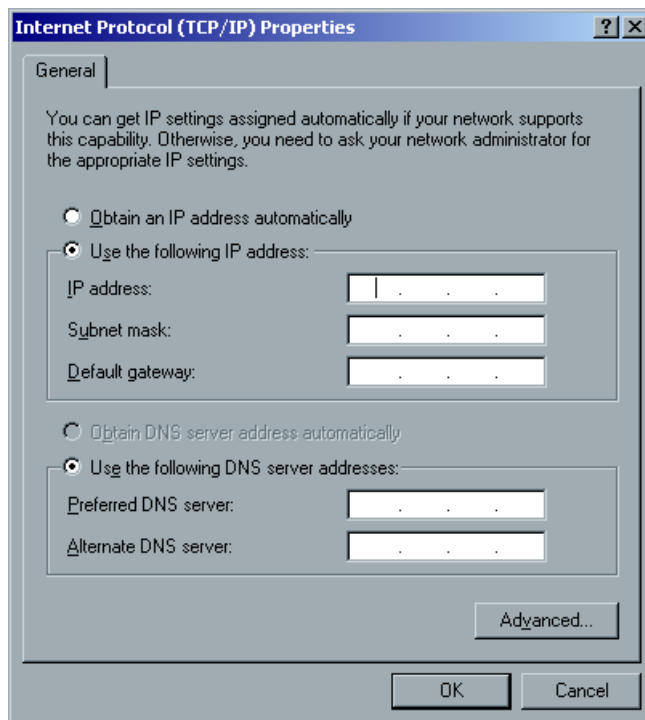 Internet Protocol (TCP/IP) Properties
General
You can get IP settings assigned automatically if your network supports
this capability. Otherwise, you need to ask your network administrator for
the appropriate IP settings.
Obtain an IP address automatically
Use the following IP address:
IP address:
Subnet mask:
Default gateway:
Obtain DNS server address automatically
Use the following DNS server addresses:
Preferred DNS server:
Alternate DNS server:
Advanced...
OK Cancel